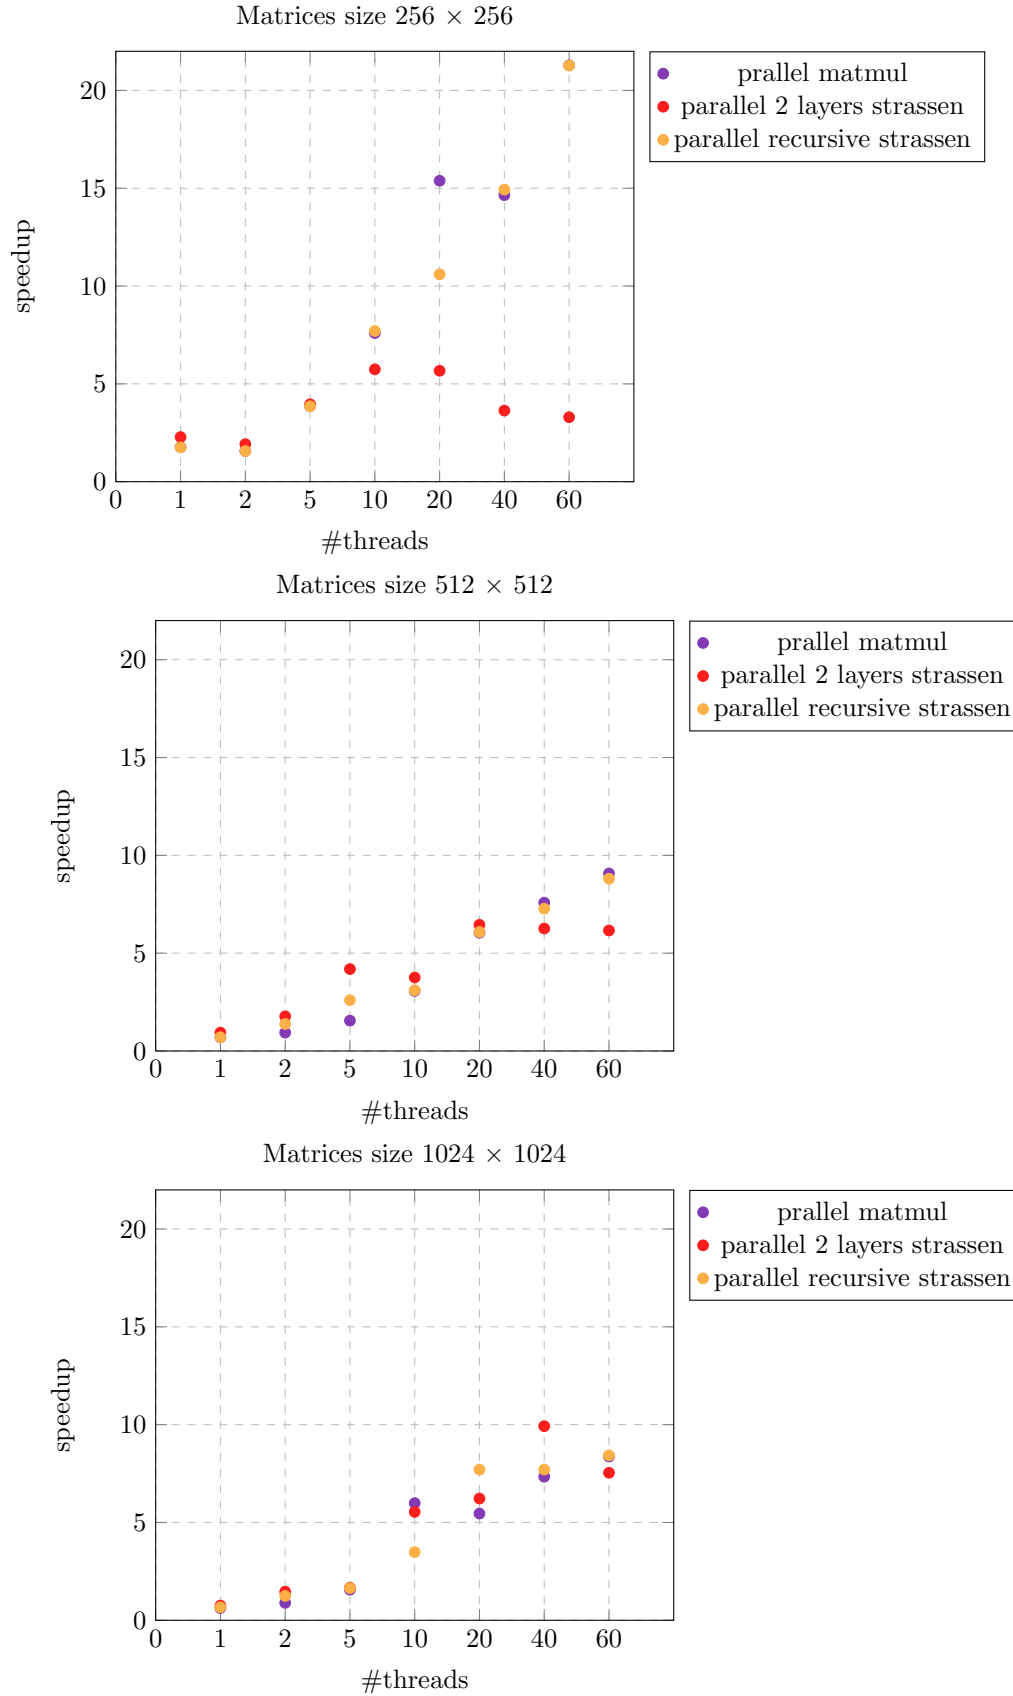 Matrices size 256 × 256
prallel matmul
parallel 2 layers strassen
parallel recursive strassen
20
15
10
5
0
speedup
0 1 2 5 10 20 40 60
#threads
Matrices size 512 × 512
prallel matmul
parallel 2 layers strassen
parallel recursive strassen
20
15
10
5
0
speedup
0 1 2 5 10 20 40 60
#threads
Matrices size 1024 × 1024
prallel matmul
parallel 2 layers strassen
parallel recursive strassen
20
15
10
5
0
speedup
0 1 2 5 10 20 40 60
#threads